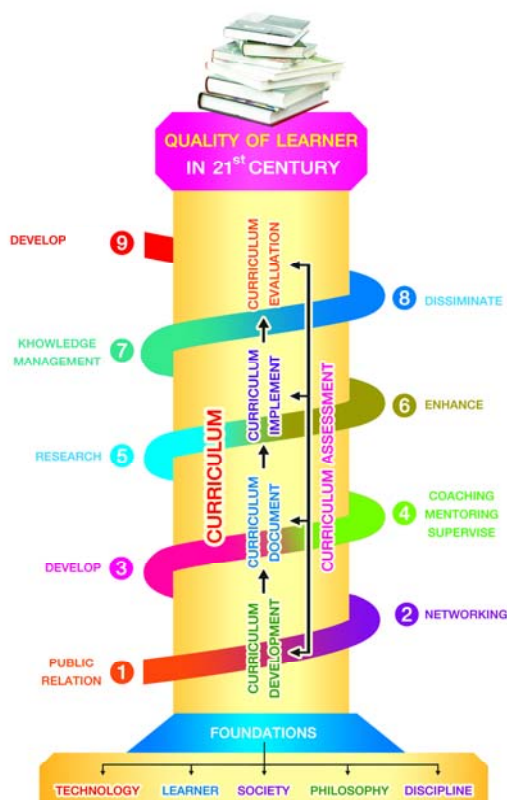 QUALITY OF LEARNER
IN 21st CENTURY
DEVELOP
9
CURRICULUM
EVALUATION
8
DISSIMINATE
KNOWLEDGE
MANAGEMENT
7
CURRICULUM
IMPLEMENT
6
ENHANCE
CURRICULUM
CURRICULUM ASSESSMENT
RESEARCH
5
CURRICULUM
DOCUMENT
4
COACHING
MENTORING
SUPERVISE
DEVELOP
3
CURRICULUM
DEVELOPMENT
2
NETWORKING
PUBLIC
RELATION
1
FOUNDATIONS
TECHNOLOGY LEARNER SOCIETY PHILOSOPHY DISCIPLINE